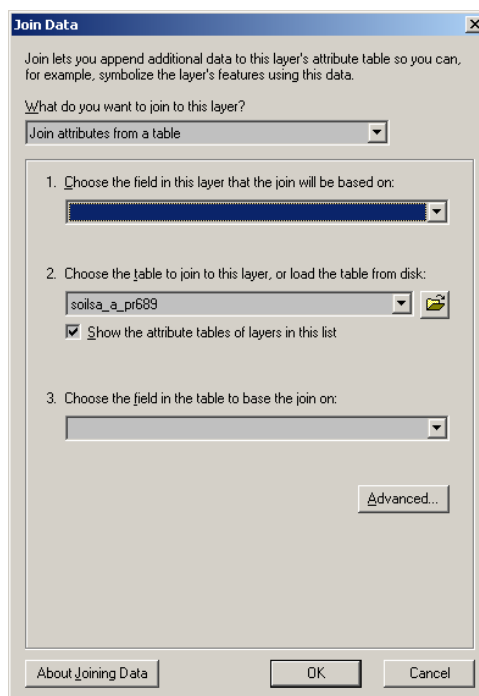 Join Data
Join lets you append additional data to this layer's attribute table so you can,
for example, symbolize the layer's features using this data.
What do you want to join to this layer?
Join attributes from a table
1. Choose the field in this layer that the join will be based on:
2. Choose the table to join to this layer, or load the table from disk:
soilsa_a_pr689
Show the attribute tables of layers in this list
3. Choose the field in the table to base the join on:
Advanced...
About Joining Data
OK
Cancel